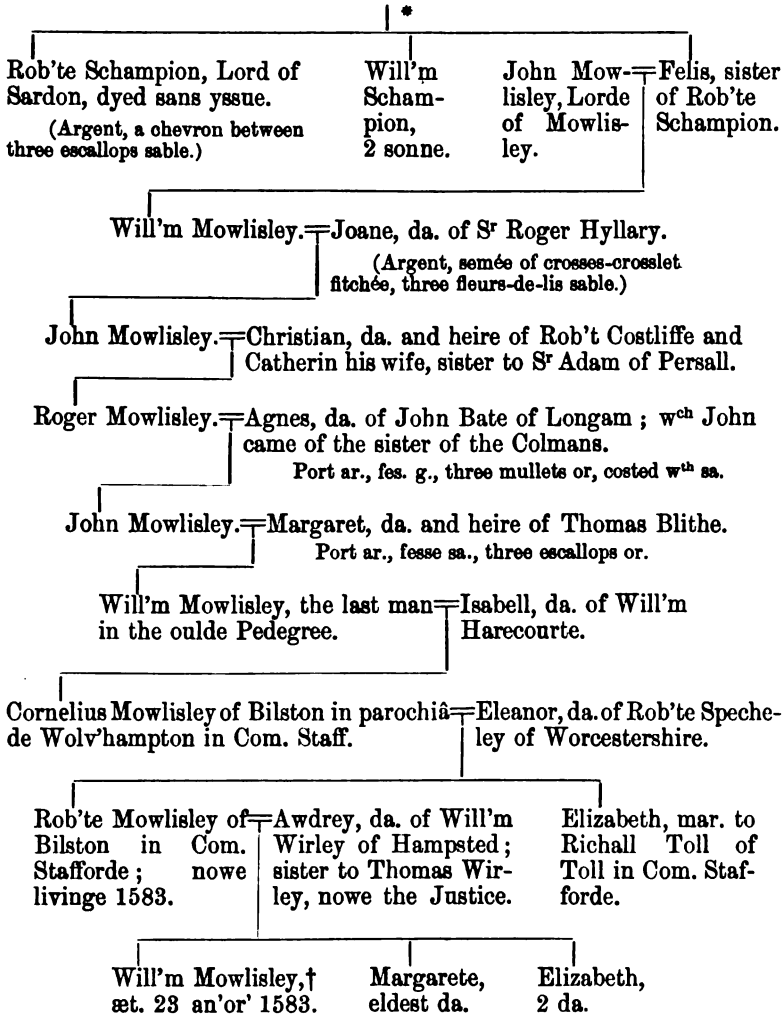 *
Rob'te Schampion, Lord of
Sardon, dyed sans yssue.
(Argent, a chevron between
three escallops sable.)
Will'm
Scham-
pion,
2 sonne.
John Mow-
lisley, Lorde
of Mowlis-
ley.
Felis, sister
of Rob'te
Schampion.
Will'm Mowlisley.
Joane, da. of Sʳ Roger Hyllary.
(Argent, semée of crosses-crosslet
fitchée, three fleurs-de-lis sable.)
John Mowlisley.
Christian, da. and heire of Rob't Costliffe and
Catherin his wife, sister to Sʳ Adam of Persall.
Roger Mowlisley.
Agnes, da. of John Bate of Longam ; wᶜʰ John
came of the sister of the Colmans.
Port ar., fes. g., three mullets or, costed wᵗʰ sa.
John Mowlisley.
Margaret, da. and heire of Thomas Blithe.
Port ar., fesse sa., three escallops or.
Will'm Mowlisley, the last man
in the oulde Pedegree.
Isabell, da. of Will'm
Harecourte.
Cornelius Mowlisley of Bilston in parochiâ
de Wolv'hampton in Com. Staff.
Eleanor, da. of Rob'te Speche-
ley of Worcestershire.
Rob'te Mowlisley of
Bilston in Com.
Stafforde ; nowe
livinge 1583.
Awdrey, da. of Will'm
Wirley of Hampsted ;
sister to Thomas Wir-
ley, nowe the Justice.
Elizabeth, mar. to
Richall Toll of
Toll in Com. Staf-
forde.
Will'm Mowlisley,†
æt. 23 an'or' 1583.
Margarete,
eldest da.
Elizabeth,
2 da.